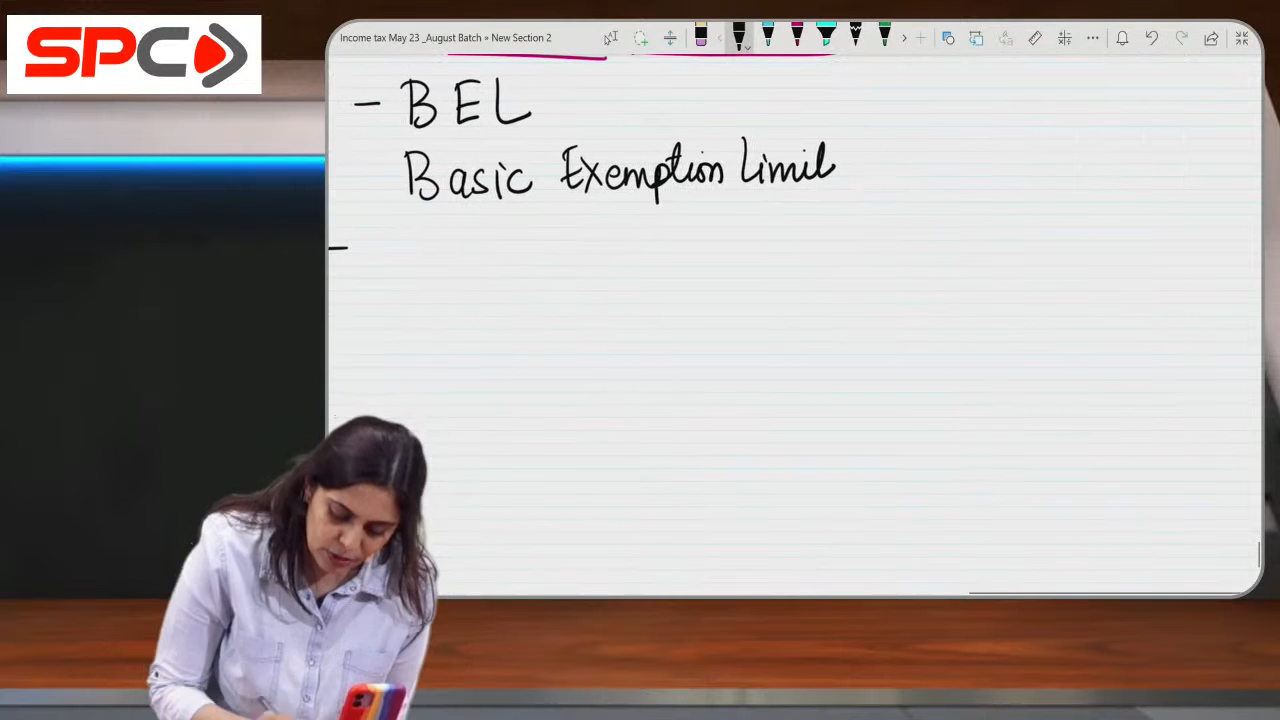 SPC
Income tax May 23 _August Batch » New Section 2
- BEL
Basic Exemption Limit
-